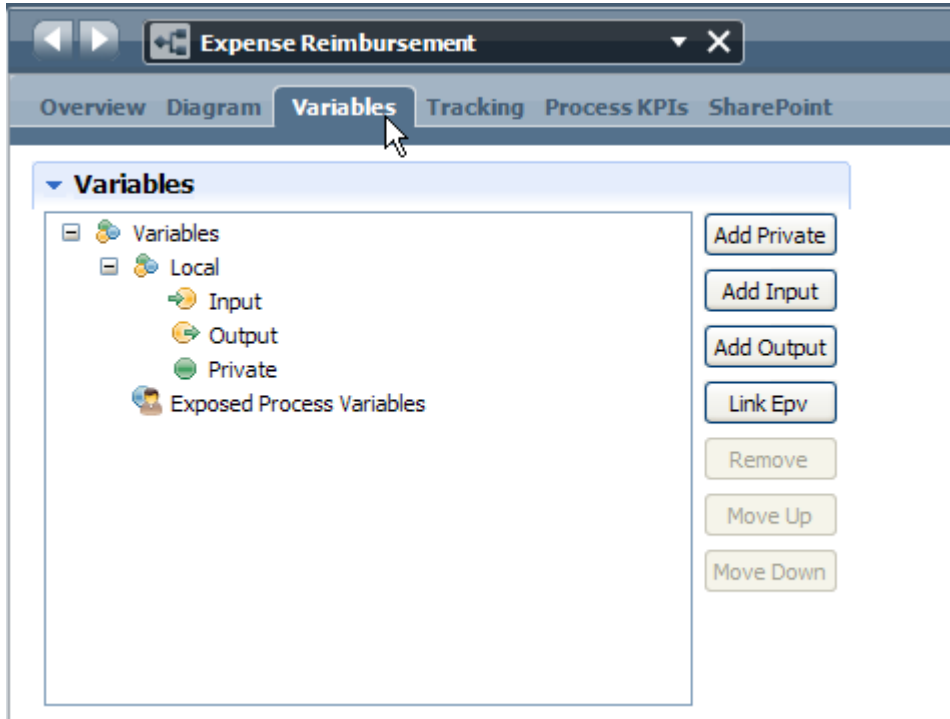 Expense Reimbursement
Overview Diagram Variables Tracking Process KPIs SharePoint
Variables
Variables
Add Private
Local
Input
Add Input
Output
Add Output
Private
Exposed Process Variables
Link Epv
Remove
Move Up
Move Down